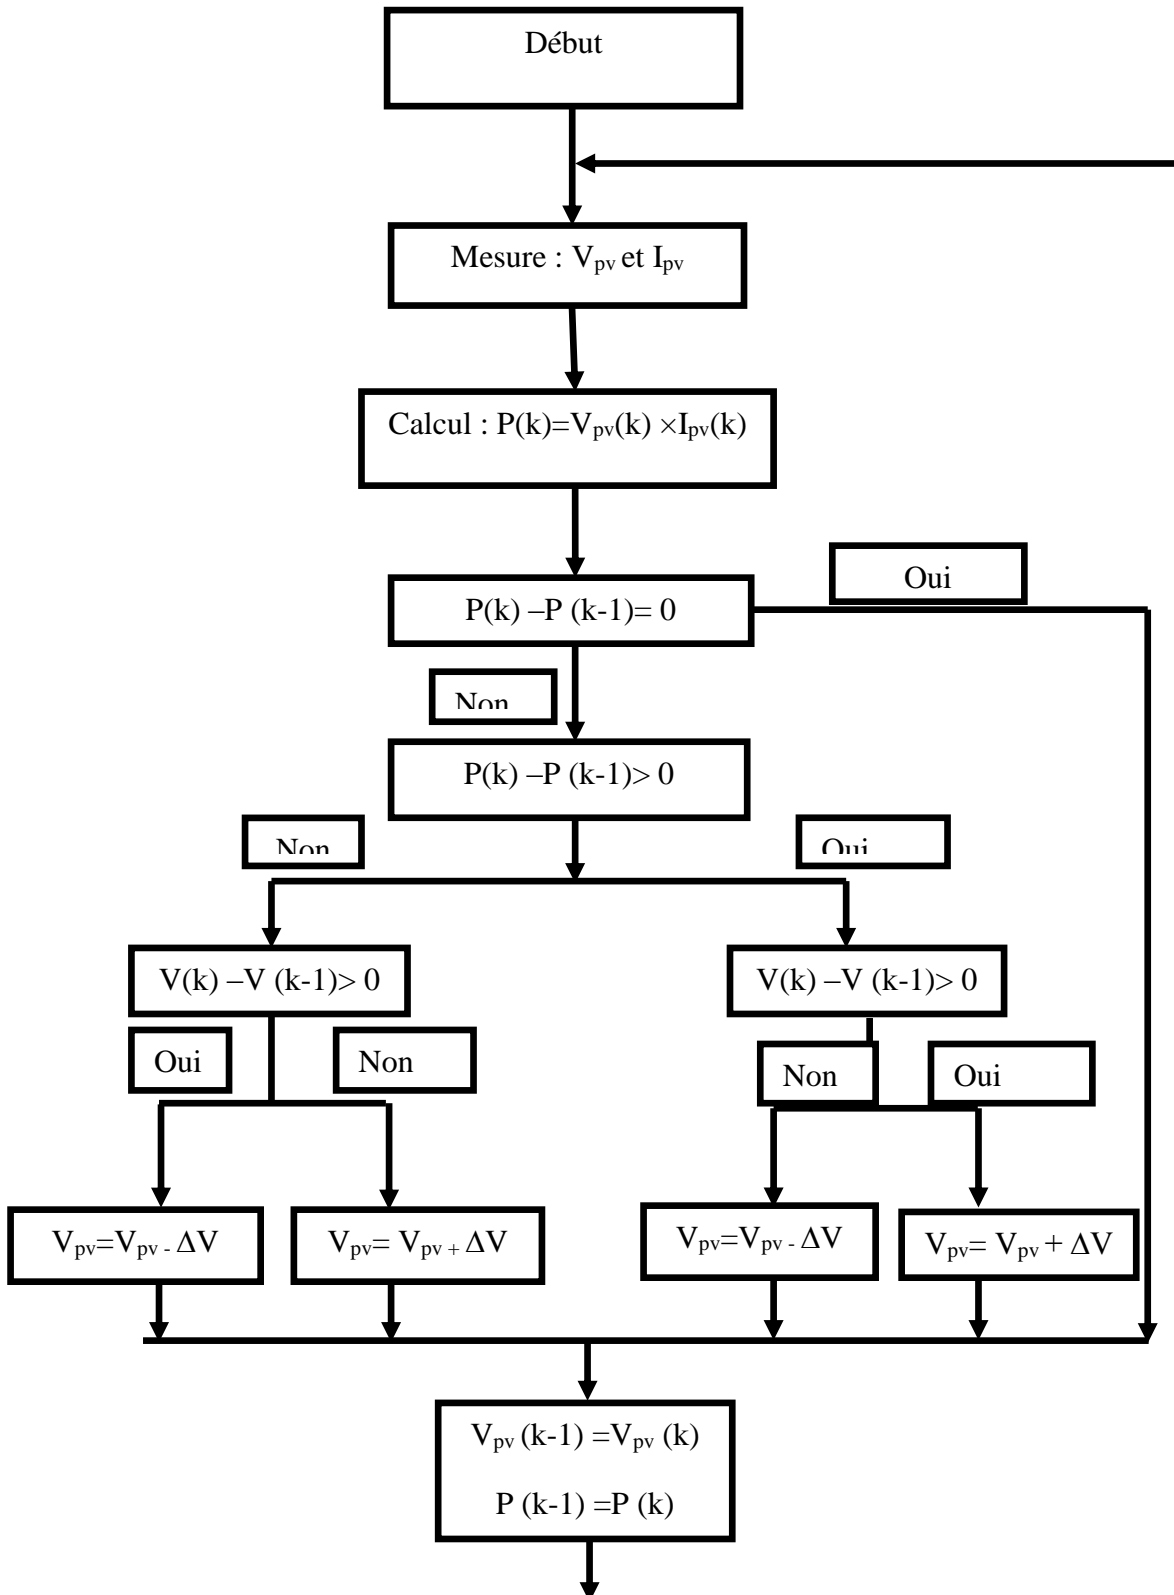 Début
Mesure : Vpv et Ipv
Calcul : P(k)=Vpv(k) ×Ipv(k)
Oui
P(k) –P (k-1)= 0
Non
P(k) –P (k-1)> 0
Non
Oui
V(k) –V (k-1)> 0
V(k) –V (k-1)> 0
Oui
Non
Non
Oui
Vpv=Vpv - ΔV
Vpv= Vpv + ΔV
Vpv=Vpv - ΔV
Vpv= Vpv + ΔV
Vpv (k-1) =Vpv (k)
P (k-1) =P (k)